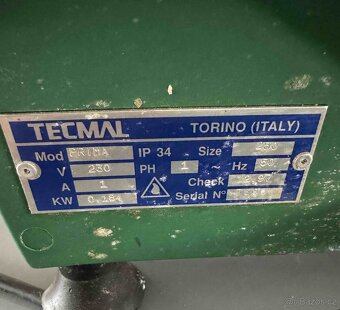 TECMAL TORINO (ITALY)
Mod PRIMA IP 34 Size 250
V 230 PH 1 ~ Hz 50
A 1 Check
KW 0,184 Serial N°